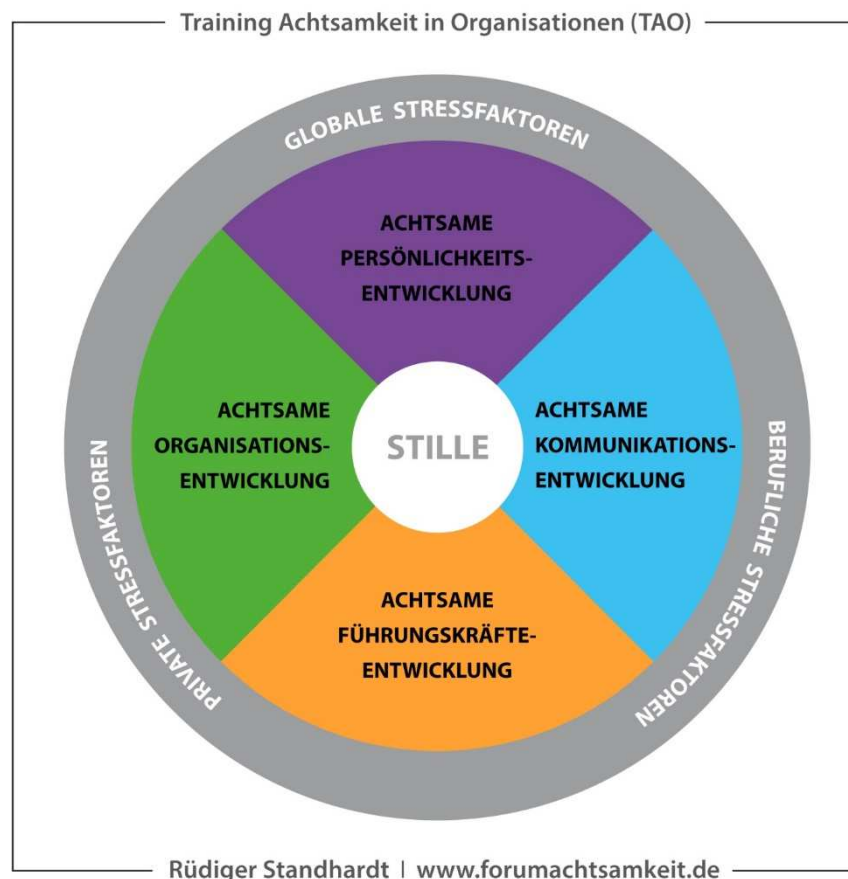 Training Achtsamkeit in Organisationen (TAO)
GLOBALE STRESSFAKTOREN
ACHTSAME
PERSÖNLICHKEITS-
ENTWICKLUNG
ACHTSAME
ORGANISATIONS-
ENTWICKLUNG
STILLE
ACHTSAME
KOMMUNIKATIONS-
ENTWICKLUNG
ACHTSAME
FÜHRUNGSKRÄFTE-
ENTWICKLUNG
PRIVATE STRESSFAKTOREN
BERUFLICHE STRESSFAKTOREN
Rüdiger Standhardt | www.forumachtsamkeit.de